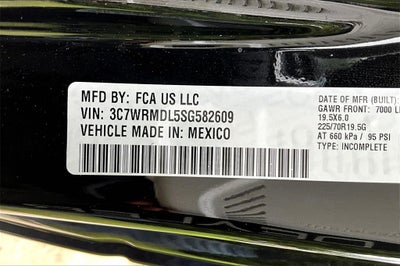 MFD BY: FCA US LLC
VIN: 3C7WRMDL5SG582609
VEHICLE MADE IN: MEXICO
DATE OF MFR (BUILT):
GAWR FRONT: 7000 L
19.5X6.0
225/70R19.5G
AT 660 kPa / 95 PSI
TYPE: INCOMPLETE